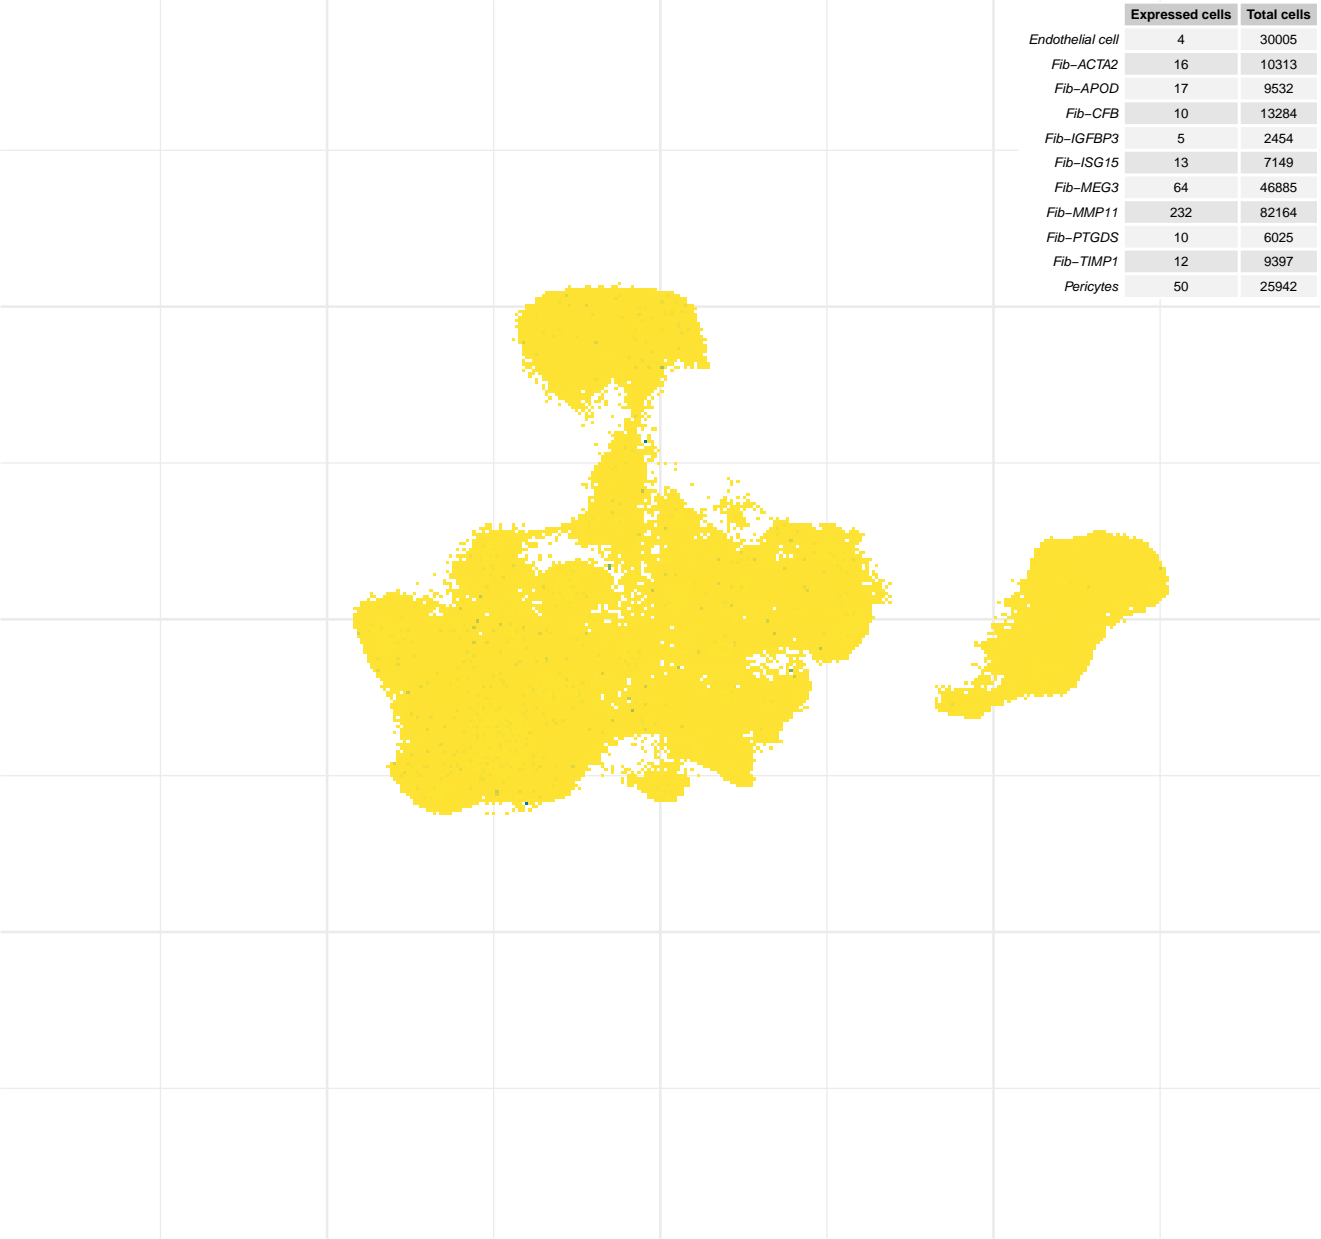 Expressed cells Total cells
Endothelial cell 4 30005
Fib−ACTA2 16 10313
Fib−APOD 17 9532
Fib−CFB 10 13284
Fib−IGFBP3 5 2454
Fib−ISG15 13 7149
Fib−MEG3 64 46885
Fib−MMP11 232 82164
Fib−PTGDS 10 6025
Fib−TIMP1 12 9397
Pericytes 50 25942